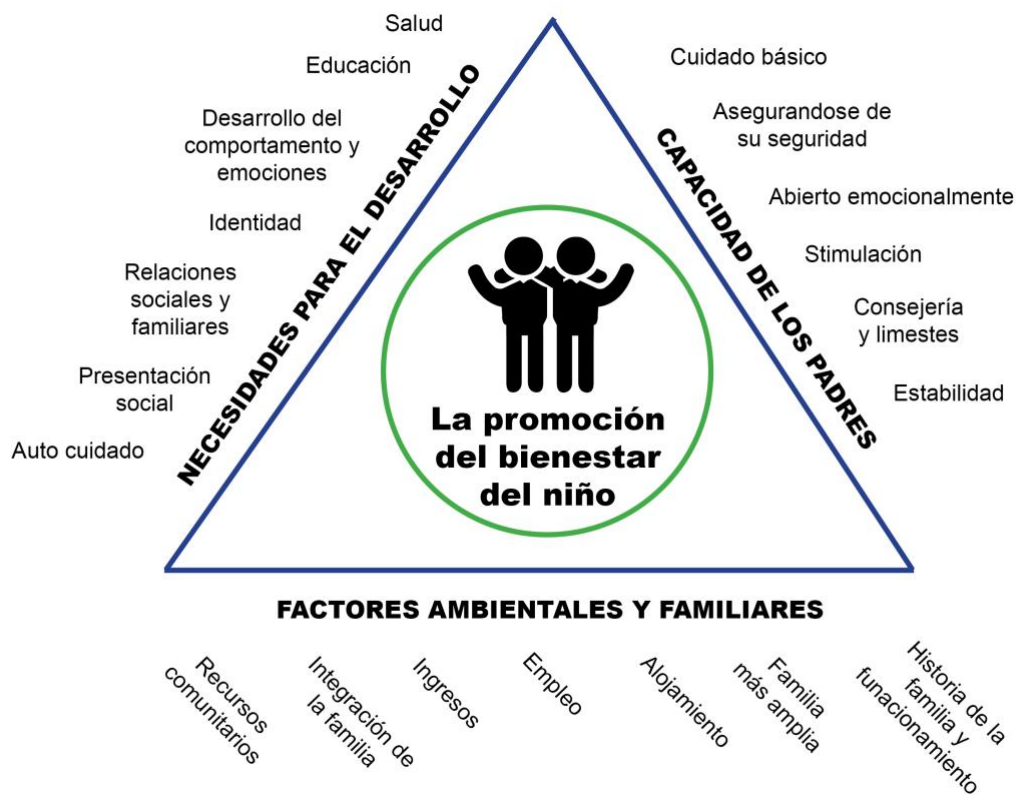 Salud
Educación
Desarrollo del
comportamento y
emociones
Identidad
Relaciones
sociales y
familiares
Presentación
social
Auto cuidado
NECESIDADES PARA EL DESARROLLO
Cuidado básico
Asegurandose de
su seguridad
Abierto emocionalmente
Stimulación
Consejería
y limestes
Estabilidad
CAPACIDAD DE LOS PADRES
La promoción
del bienestar
del niño
FACTORES AMBIENTALES Y FAMILIARES
Recursos
comunitarios
Integración de
la familia
Ingresos
Empleo
Alojamiento
Familia
más amplia
Historia de la
familia y
funacionamiento